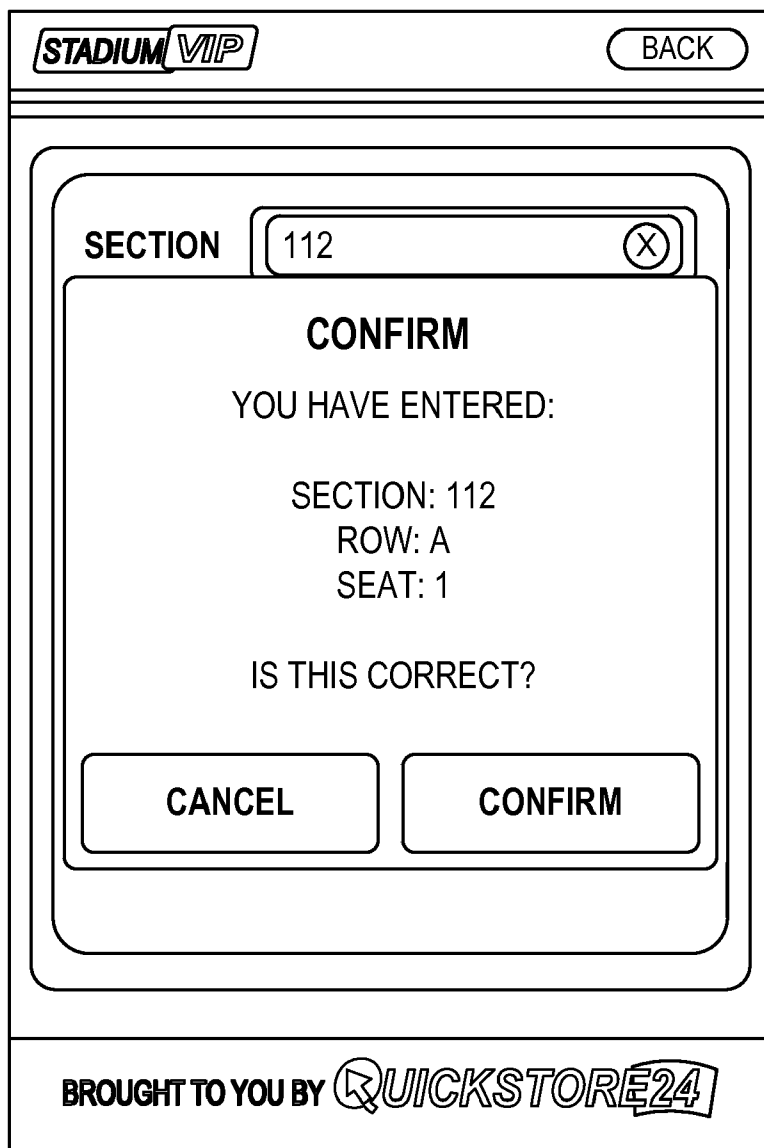 STADIUM VIP BACK
SECTION 112 X
CONFIRM
YOU HAVE ENTERED:
SECTION: 112
ROW: A
SEAT: 1
IS THIS CORRECT?
CANCEL CONFIRM
BROUGHT TO YOU BY QUICKSTORE24